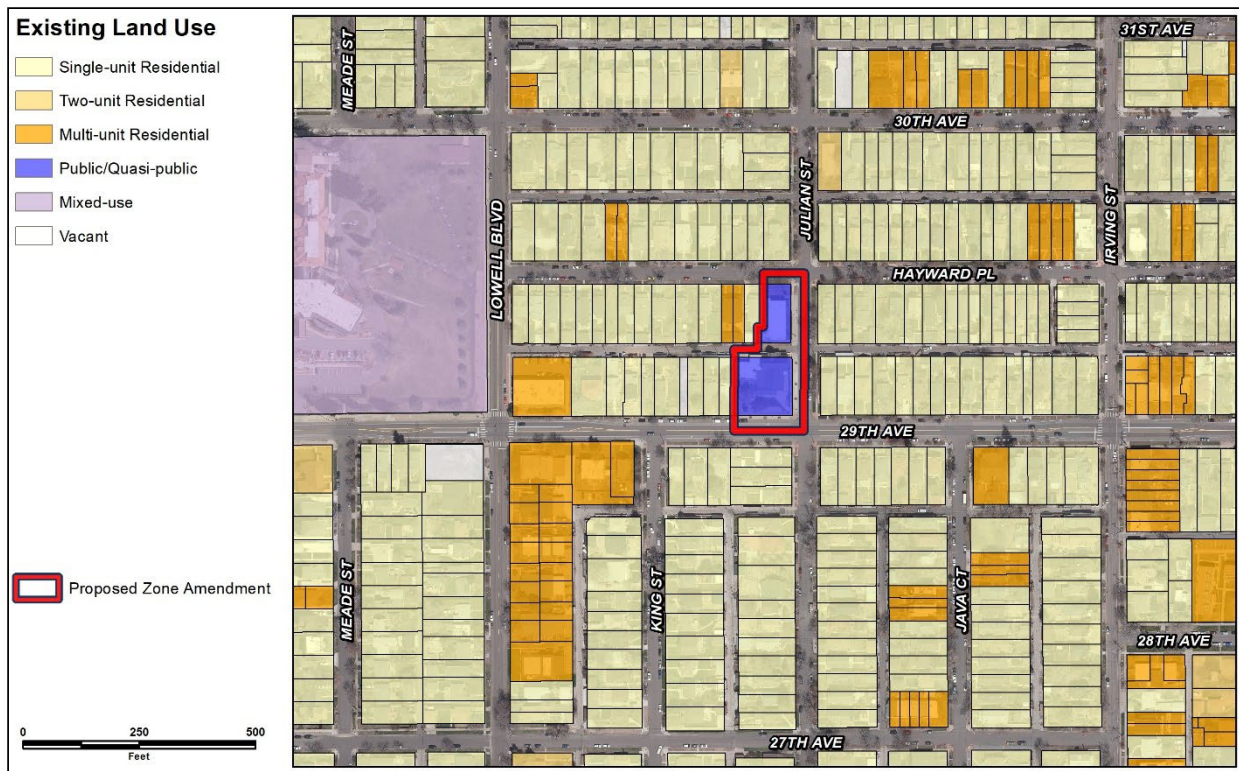 Existing Land Use
Single-unit Residential
Two-unit Residential
Multi-unit Residential
Public/Quasi-public
Mixed-use
Vacant
Proposed Zone Amendment
0 250 500
Feet
MEADE ST
31ST AVE
30TH AVE
LOWELL BLVD
JULIAN ST
IRVING ST
HAYWARD PL
29TH AVE
MEADE ST
KING ST
JAVA CT
28TH AVE
27TH AVE